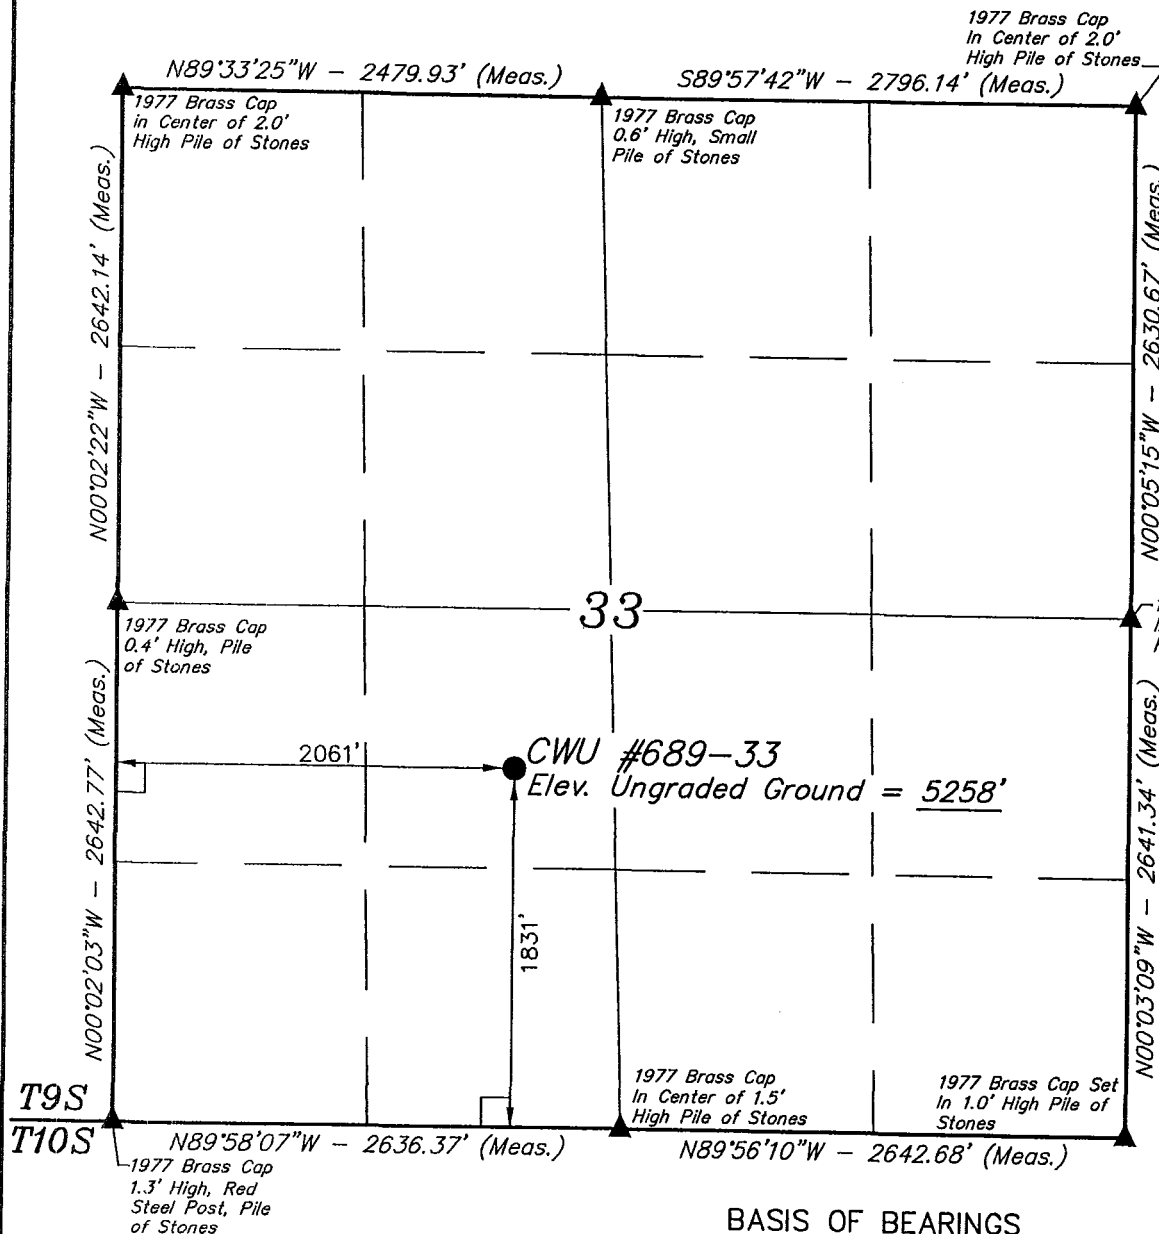 1977 Brass Cap
In Center of 2.0'
High Pile of Stones
N89°33'25"W - 2479.93' (Meas.)
S89°57'42"W - 2796.14' (Meas.)
1977 Brass Cap
in Center of 2.0'
High Pile of Stones
1977 Brass Cap
0.6' High, Small
Pile of Stones
N00°02'22"W - 2642.14' (Meas.)
N00°05'15"W - 2630.67' (Meas.)
33
1977 Brass Cap
0.4' High, Pile
of Stones
N00°02'03"W - 2642.77' (Meas.)
2061'
CWU #689-33
Elev. Ungraded Ground = 5258'
1831'
N00°03'09"W - 2641.34' (Meas.)
1977 Brass Cap
In Center of 1.5'
High Pile of Stones
1977 Brass Cap Set
In 1.0' High Pile of
Stones
T9S
T10S
N89°58'07"W - 2636.37' (Meas.)
N89°56'10"W - 2642.68' (Meas.)
1977 Brass Cap
1.3' High, Red
Steel Post, Pile
of Stones
BASIS OF BEARINGS